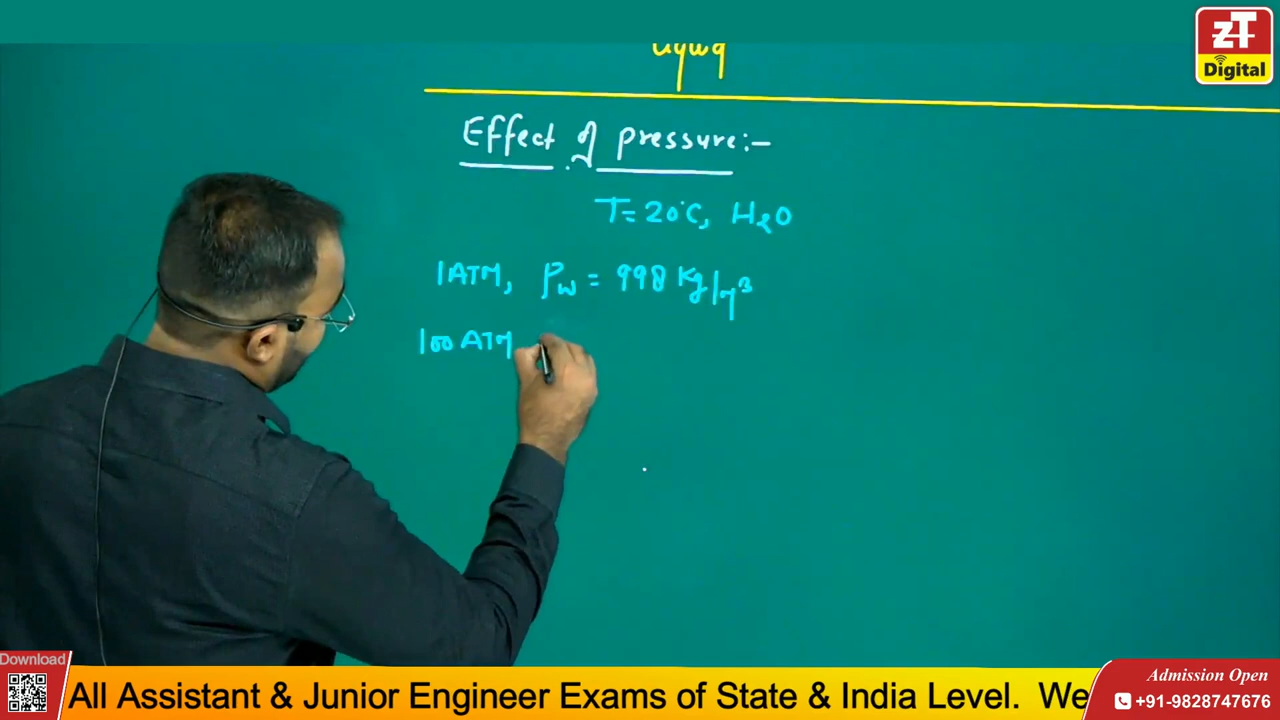 ZT
Digital
Effect of pressure:-
T=20°C, H2O
1ATM, ρw = 998 Kg/m³
100 ATM
Download
All Assistant & Junior Engineer Exams of State & India Level. We
Admission Open
+91-9828747676